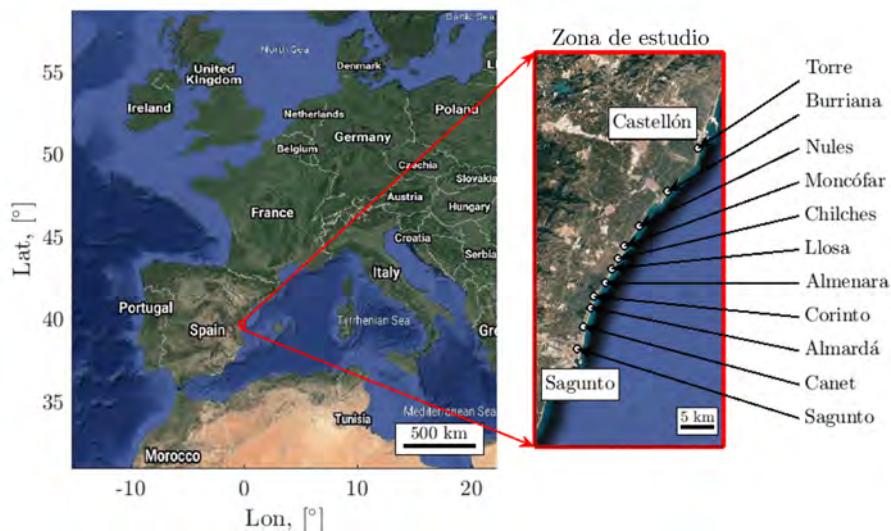 Zona de estudio
Baltic Sea
North Sea
Denmark
United
Kingdom
Ireland
Netherlands
Poland
Germany
Belgium
Czechia
Slovakia
Austria
Hungary
France
Croatia
Serbia
Italy
Portugal
Spain
Tyrrhenian Sea
Gre
Tunisia
Mediterranean Sea
Morocco
500 km
55
50
45
40
35
Lat, [°]
-10
0
10
20
Lon, [°]
Castellón
Sagunto
5 km
Torre
Burriana
Nules
Moncófar
Chilches
Llosa
Almenara
Corinto
Almardá
Canet
Sagunto